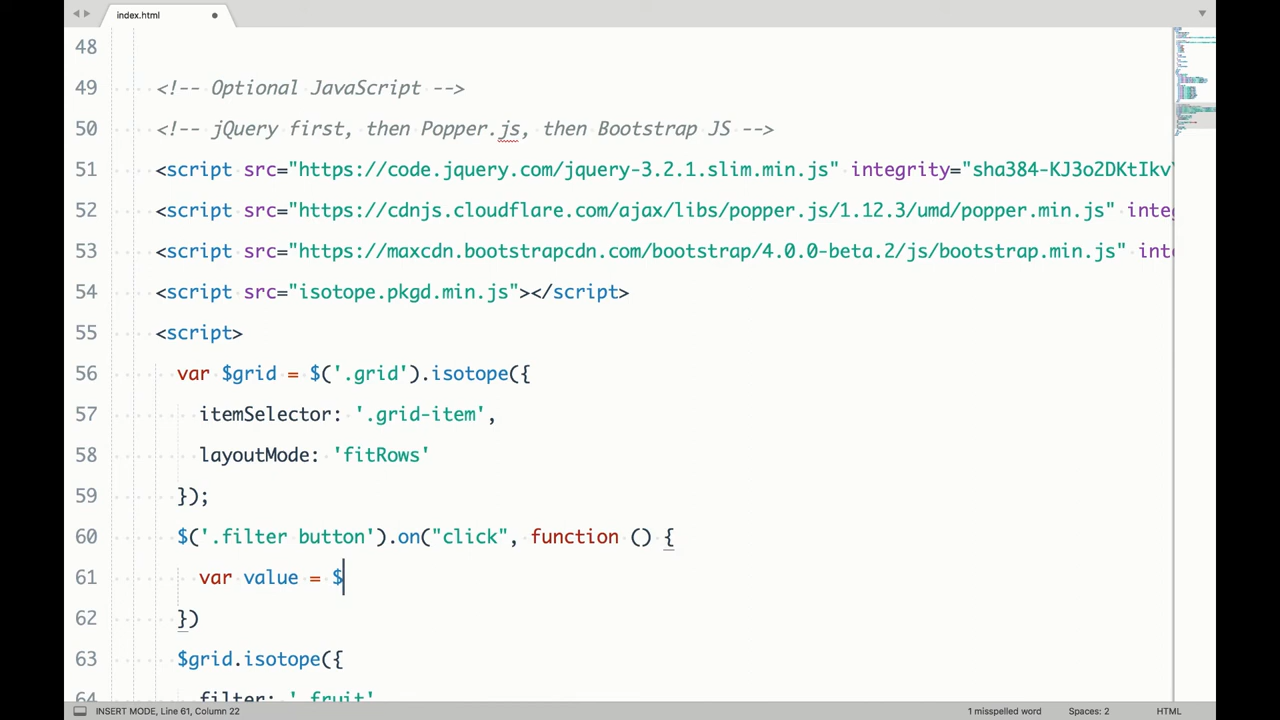 index.html
48
49 <!-- Optional JavaScript -->
50 <!-- jQuery first, then Popper.js, then Bootstrap JS -->
51 <script src="https://code.jquery.com/jquery-3.2.1.slim.min.js" integrity="sha384-KJ3o2DKtIkv
52 <script src="https://cdnjs.cloudflare.com/ajax/libs/popper.js/1.12.3/umd/popper.min.js" integ
53 <script src="https://maxcdn.bootstrapcdn.com/bootstrap/4.0.0-beta.2/js/bootstrap.min.js" int
54 <script src="isotope.pkgd.min.js"></script>
55 <script>
56 var $grid = $('.grid').isotope({
57 itemSelector: '.grid-item',
58 layoutMode: 'fitRows'
59 });
60 $('.filter button').on("click", function () {
61 var value = $
62 })
63 $grid.isotope({
64 filter: '.fruit'
INSERT MODE, Line 61, Column 22 1 misspelled word Spaces: 2 HTML